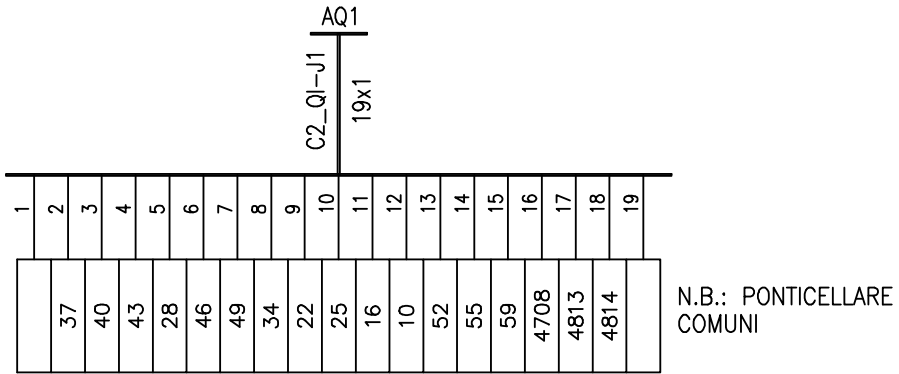 AQ1
C2_QI-J1
19x1
1 2 3 4 5 6 7 8 9 10 11 12 13 14 15 16 17 18 19
37 40 43 28 46 49 34 22 25 16 10 52 55 59 4708 4813 4814
N.B.: PONTICELLARE
COMUNI